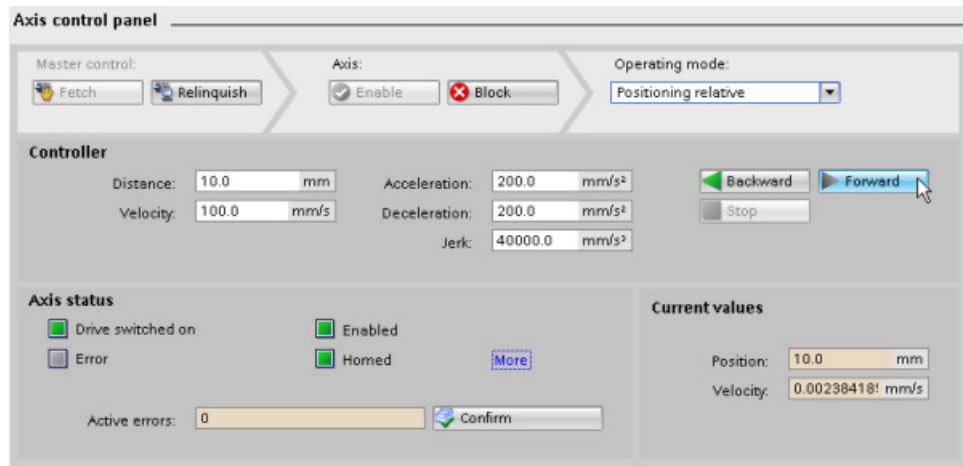 Axis control panel
Master control:
Fetch
Relinquish
Axis:
Enable
Block
Operating mode:
Positioning relative
Controller
Distance: 10.0 mm
Velocity: 100.0 mm/s
Acceleration: 200.0 mm/s²
Deceleration: 200.0 mm/s²
Jerk: 40000.0 mm/s³
Backward
Forward
Stop
Axis status
Drive switched on
Enabled
Error
Homed
More
Active errors: 0
Confirm
Current values
Position: 10.0 mm
Velocity: 0.00238418 mm/s